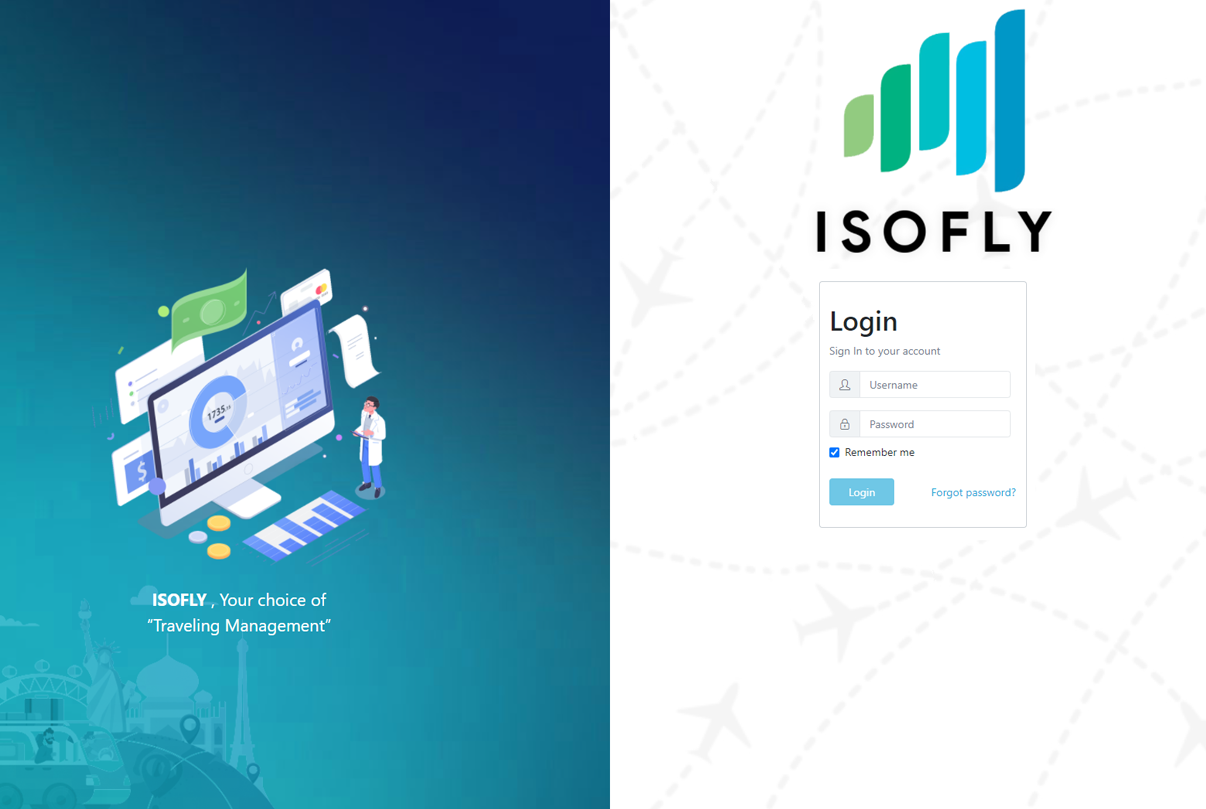 1735.18
$
ISOFLY , Your choice of
“Traveling Management”
ISOFLY
Login
Sign In to your account
Username
Password
Remember me
Login
Forgot password?